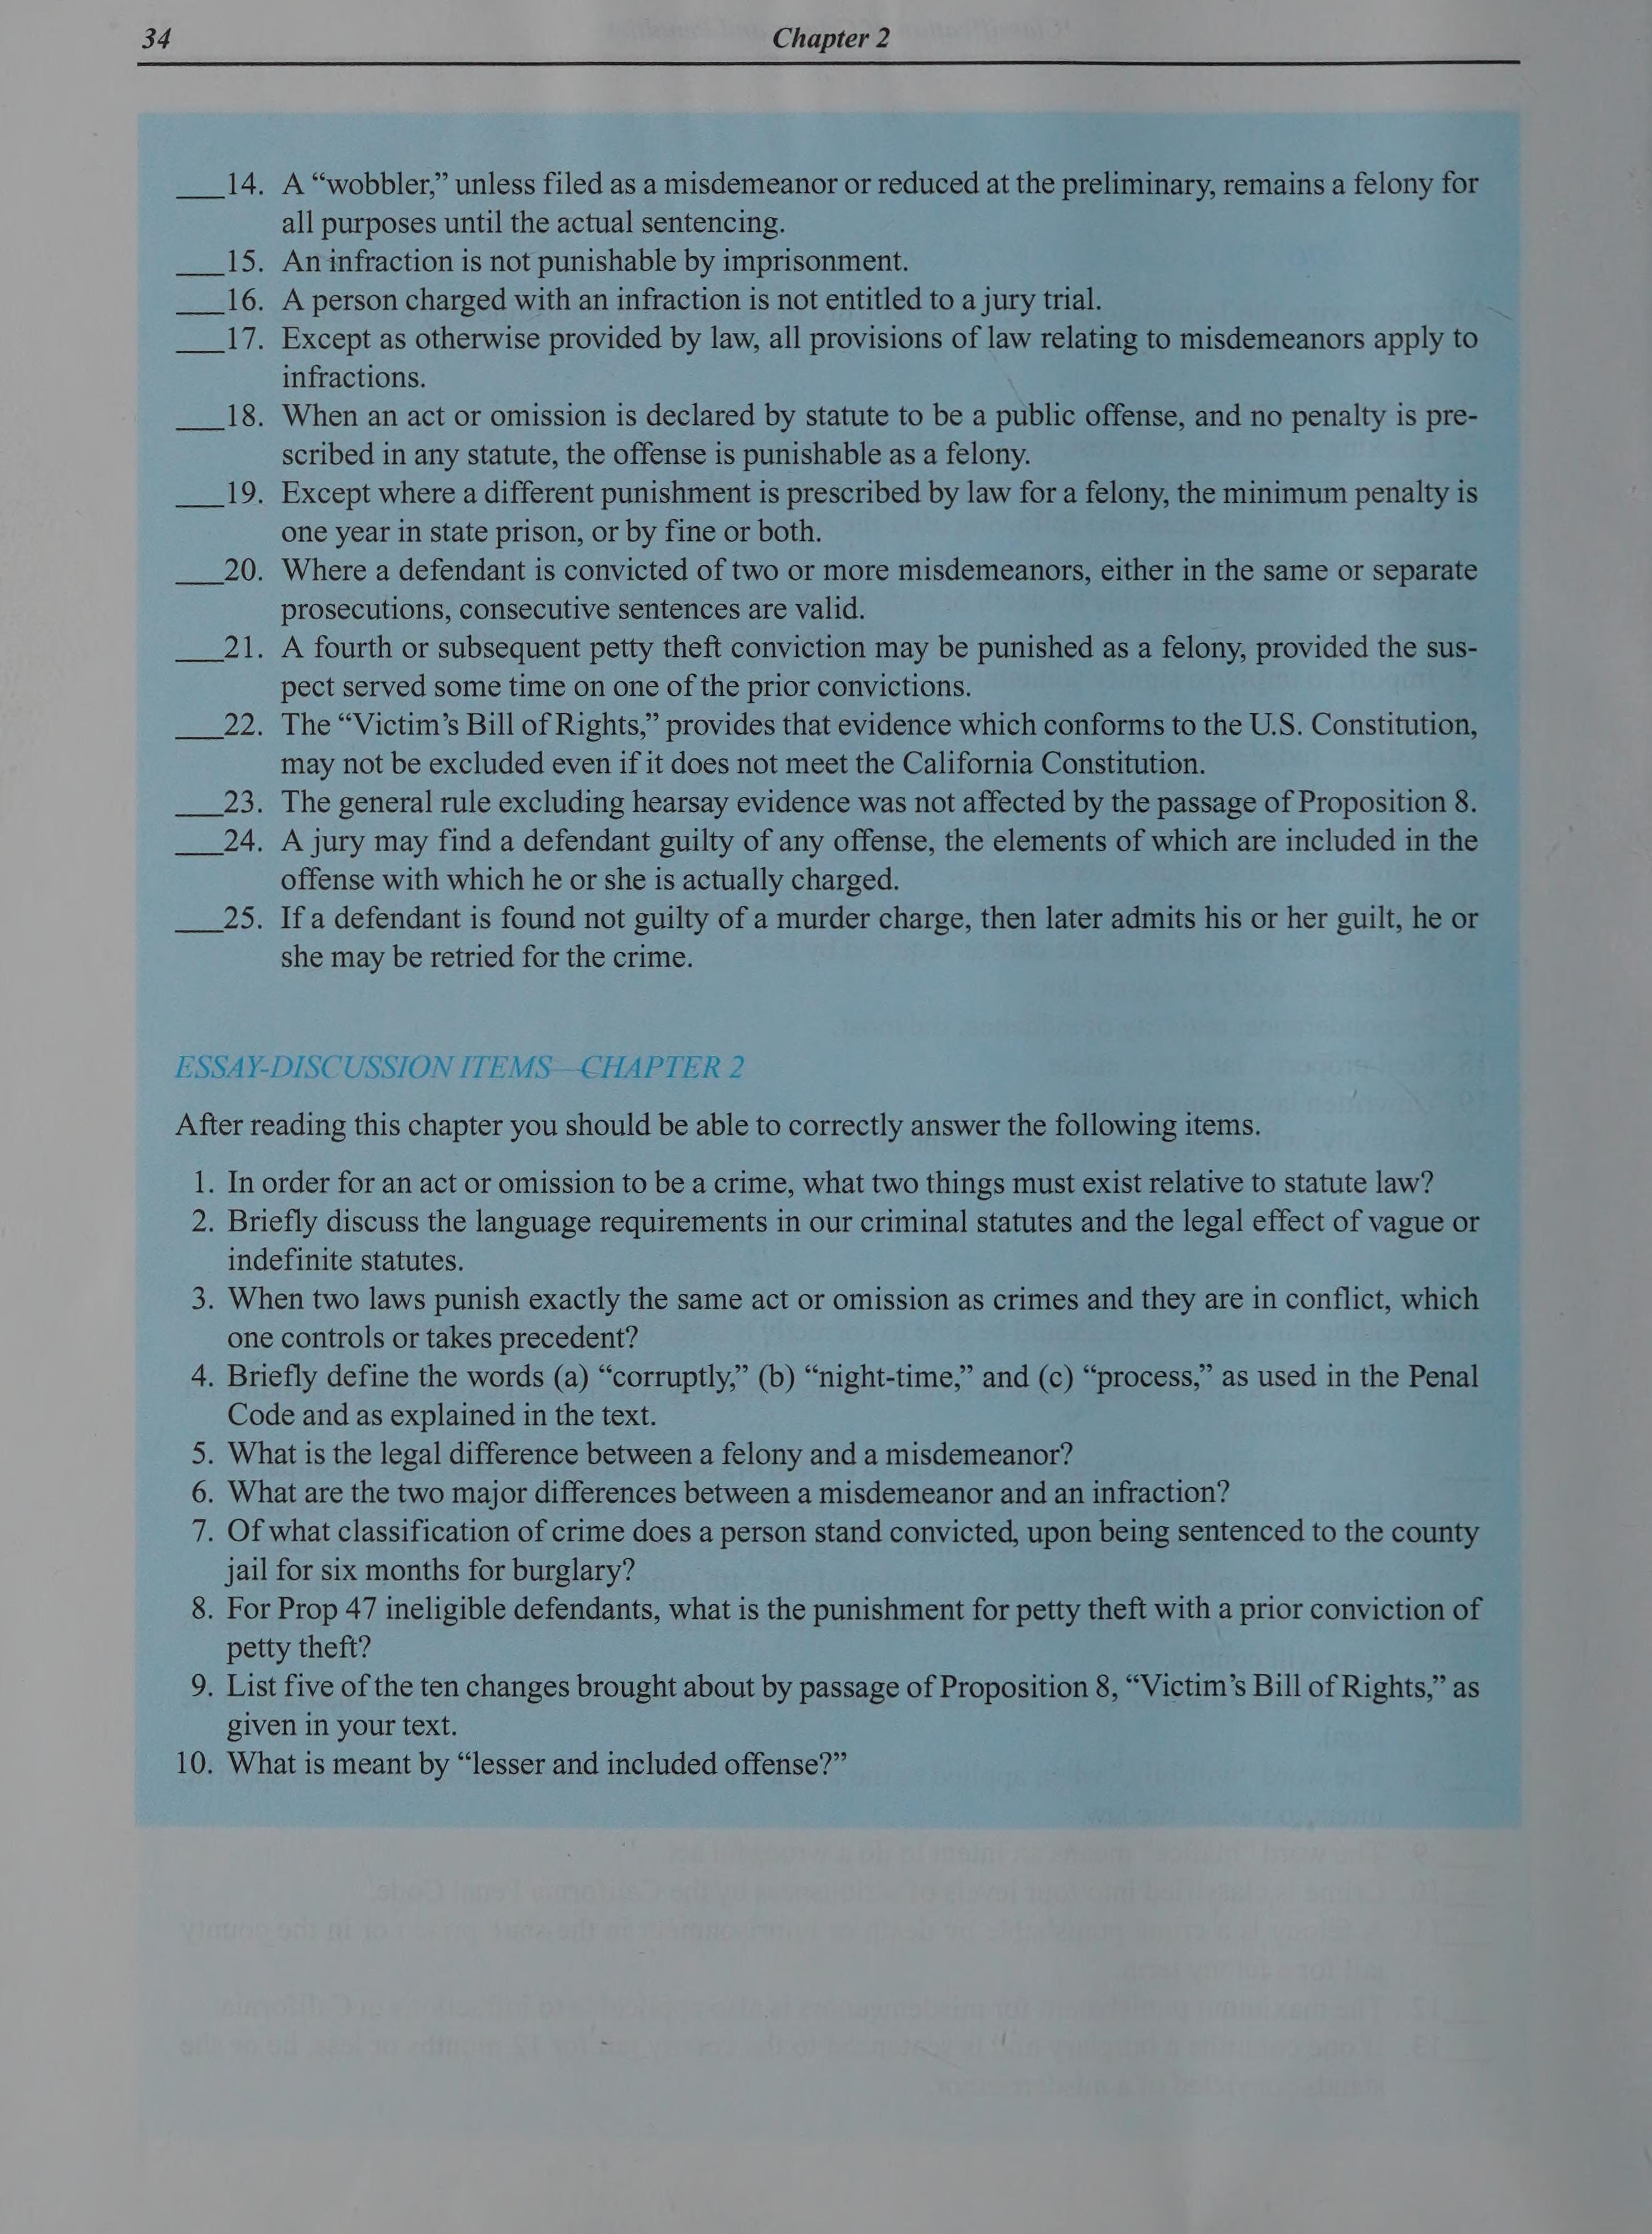 34
Chapter 2
___14. A “wobbler,” unless filed as a misdemeanor or reduced at the preliminary, remains a felony for
all purposes until the actual sentencing.
___15. An infraction is not punishable by imprisonment.
___16. A person charged with an infraction is not entitled to a jury trial.
___17. Except as otherwise provided by law, all provisions of law relating to misdemeanors apply to
infractions.
___18. When an act or omission is declared by statute to be a public offense, and no penalty is pre-
scribed in any statute, the offense is punishable as a felony.
___19. Except where a different punishment is prescribed by law for a felony, the minimum penalty is
one year in state prison, or by fine or both.
___20. Where a defendant is convicted of two or more misdemeanors, either in the same or separate
prosecutions, consecutive sentences are valid.
___21. A fourth or subsequent petty theft conviction may be punished as a felony, provided the sus-
pect served some time on one of the prior convictions.
___22. The “Victim’s Bill of Rights,” provides that evidence which conforms to the U.S. Constitution,
may not be excluded even if it does not meet the California Constitution.
___23. The general rule excluding hearsay evidence was not affected by the passage of Proposition 8.
___24. A jury may find a defendant guilty of any offense, the elements of which are included in the
offense with which he or she is actually charged.
___25. If a defendant is found not guilty of a murder charge, then later admits his or her guilt, he or
she may be retried for the crime.
ESSAY-DISCUSSION ITEMS—CHAPTER 2
After reading this chapter you should be able to correctly answer the following items.
1. In order for an act or omission to be a crime, what two things must exist relative to statute law?
2. Briefly discuss the language requirements in our criminal statutes and the legal effect of vague or
indefinite statutes.
3. When two laws punish exactly the same act or omission as crimes and they are in conflict, which
one controls or takes precedent?
4. Briefly define the words (a) “corruptly,” (b) “night-time,” and (c) “process,” as used in the Penal
Code and as explained in the text.
5. What is the legal difference between a felony and a misdemeanor?
6. What are the two major differences between a misdemeanor and an infraction?
7. Of what classification of crime does a person stand convicted, upon being sentenced to the county
jail for six months for burglary?
8. For Prop 47 ineligible defendants, what is the punishment for petty theft with a prior conviction of
petty theft?
9. List five of the ten changes brought about by passage of Proposition 8, “Victim’s Bill of Rights,” as
given in your text.
10. What is meant by “lesser and included offense?”